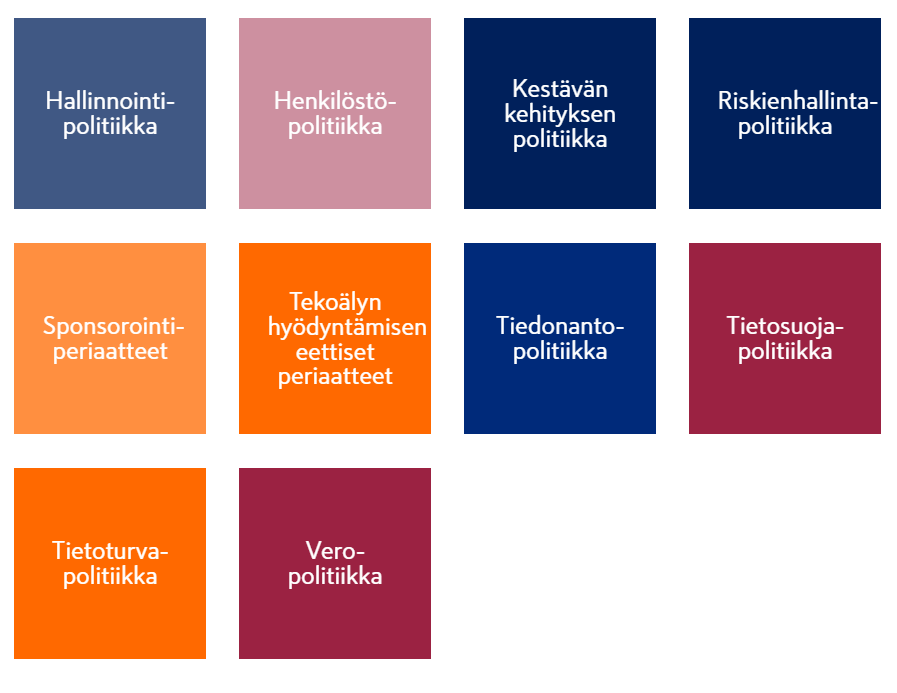 Hallinnointi-
politiikka
Henkilöstö-
politiikka
Kestävän
kehityksen
politiikka
Riskienhallinta-
politiikka
Sponsorointi-
periaatteet
Tekoälyn
hyödyntämisen
eettiset
periaatteet
Tiedonanto-
politiikka
Tietosuoja-
politiikka
Tietoturva-
politiikka
Vero-
politiikka